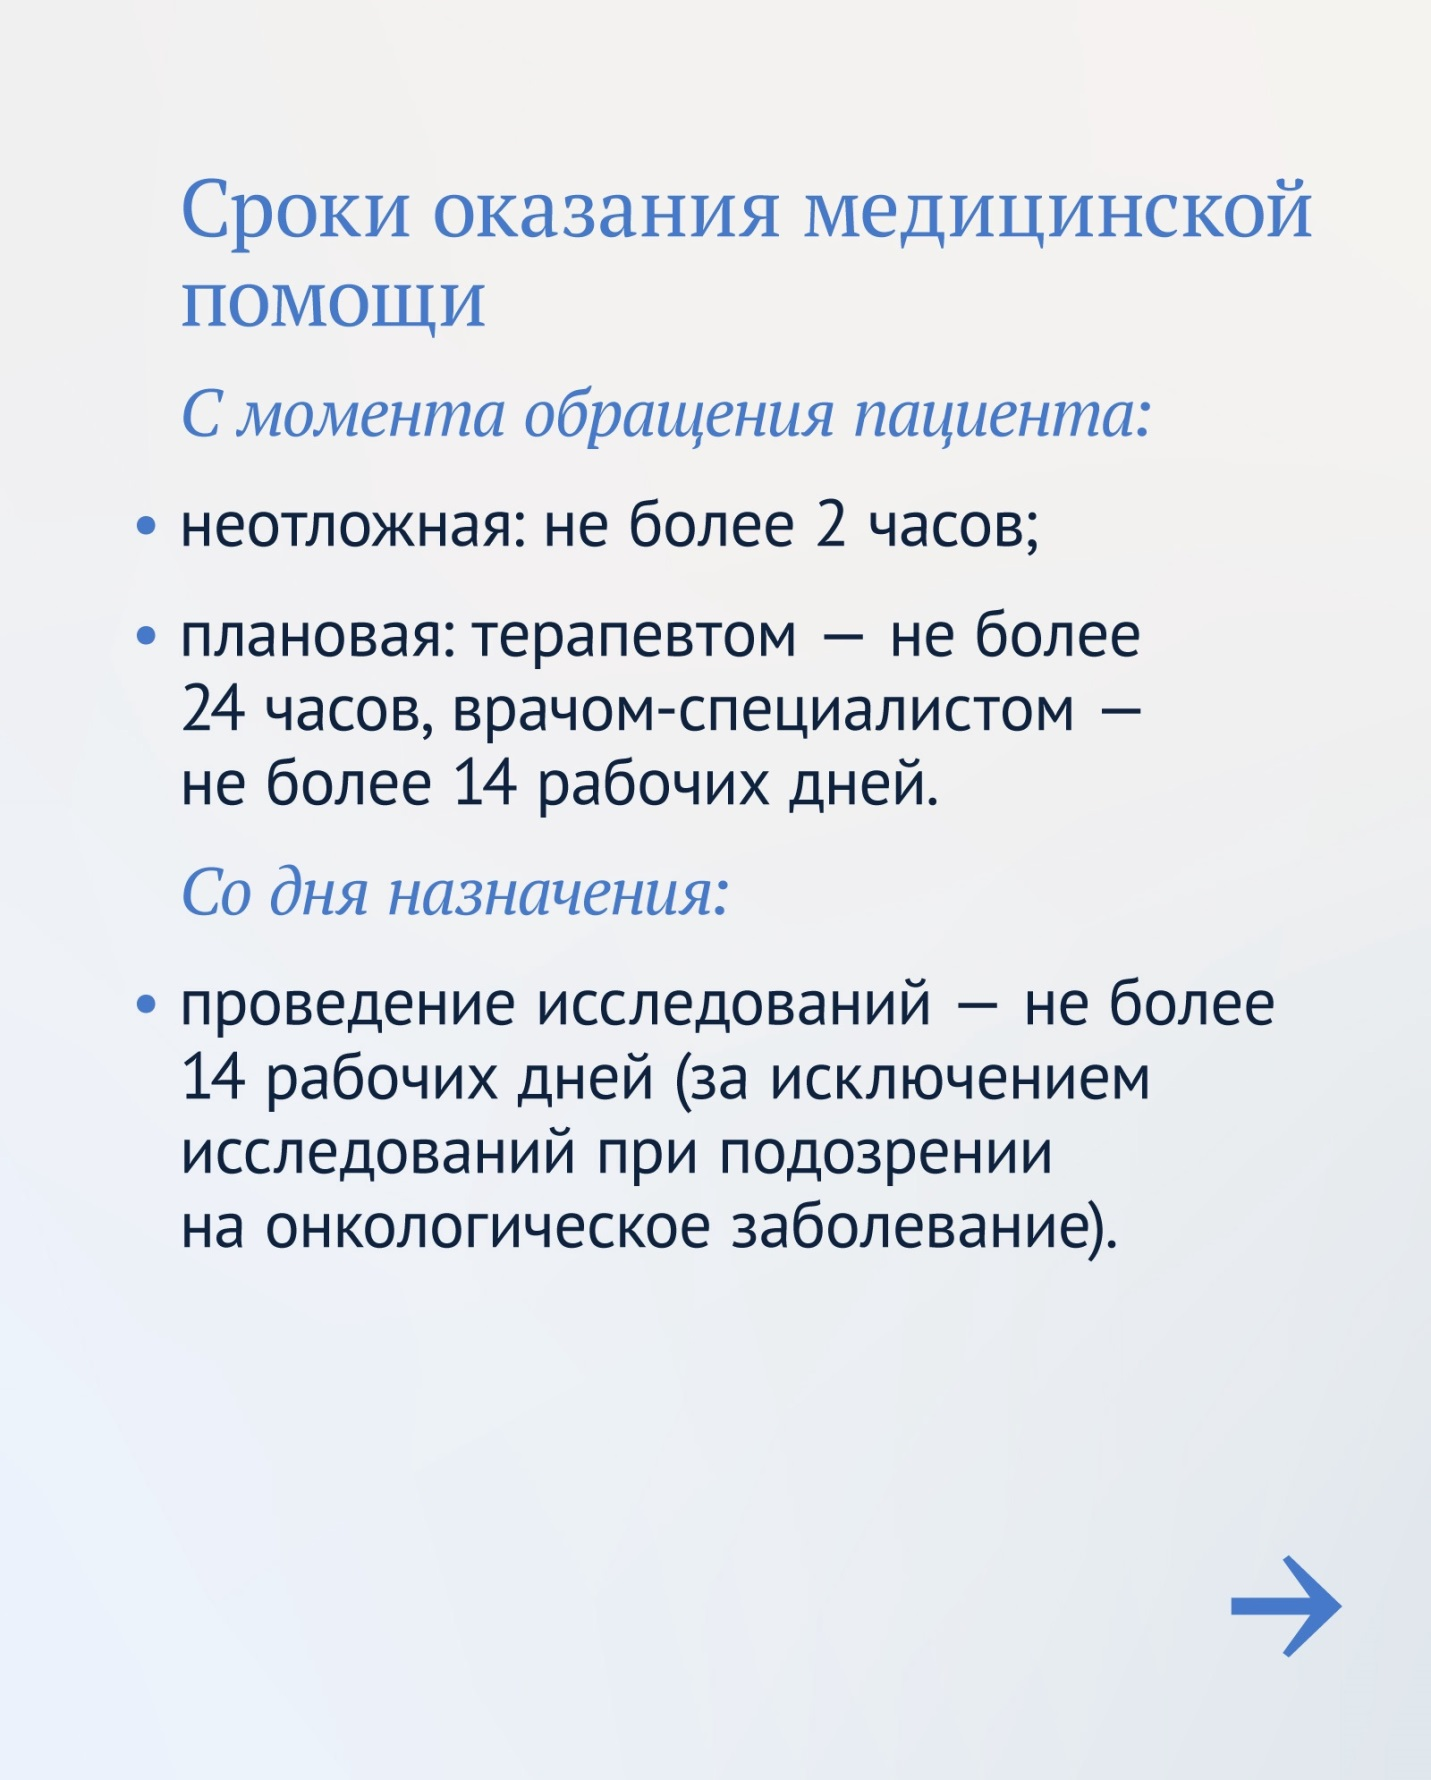 Сроки оказания медицинской
помощи
С момента обращения пациента:
• неотложная: не более 2 часов;
• плановая: терапевтом — не более
24 часов, врачом-специалистом —
не более 14 рабочих дней.
Со дня назначения:
• проведение исследований — не более
14 рабочих дней (за исключением
исследований при подозрении
на онкологическое заболевание).